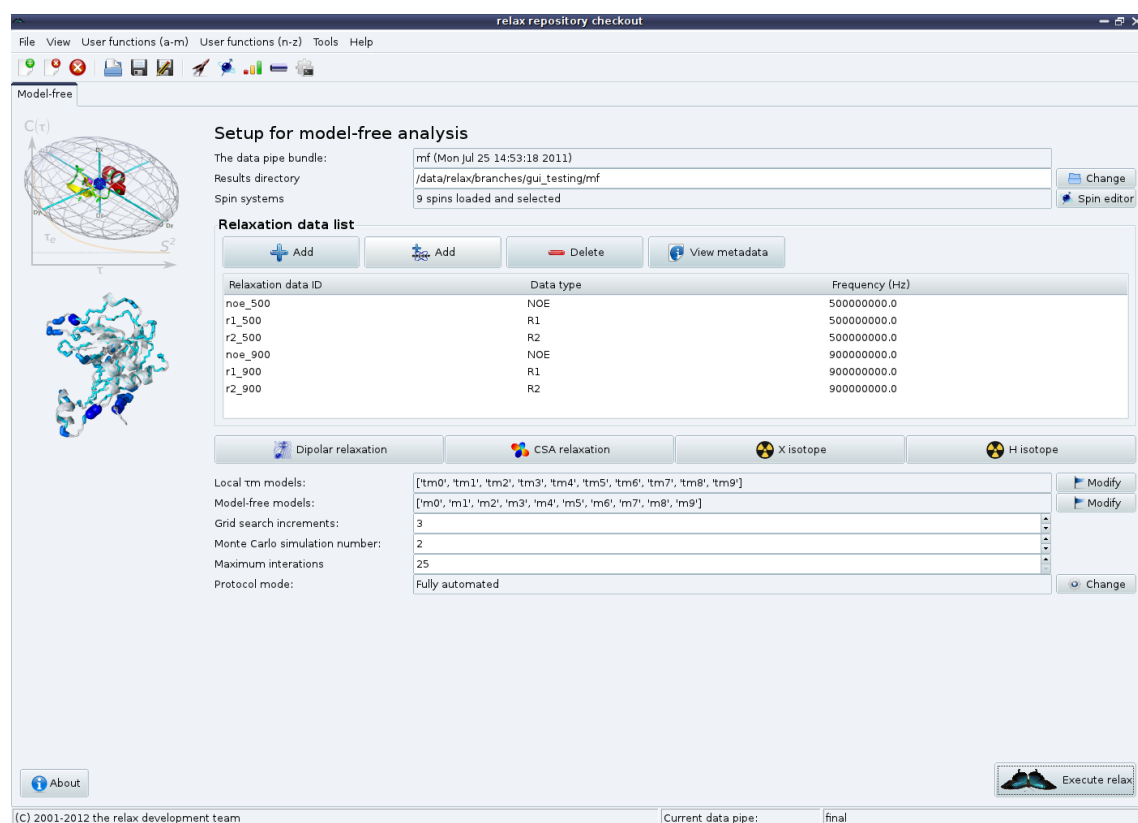 relax repository checkout
File View User functions (a-m) User functions (n-z) Tools Help
Model-free
C(τ)
τe
S²
τ
Setup for model-free analysis
The data pipe bundle: mf (Mon Jul 25 14:53:18 2011)
Results directory /data/relax/branches/gui_testing/mf Change
Spin systems 9 spins loaded and selected Spin editor
Relaxation data list
Add Add Delete View metadata
Relaxation data ID Data type Frequency (Hz)
noe_500 NOE 500000000.0
r1_500 R1 500000000.0
r2_500 R2 500000000.0
noe_900 NOE 900000000.0
r1_900 R1 900000000.0
r2_900 R2 900000000.0
Dipolar relaxation CSA relaxation X isotope H isotope
Local τm models: ['tm0', 'tm1', 'tm2', 'tm3', 'tm4', 'tm5', 'tm6', 'tm7', 'tm8', 'tm9'] Modify
Model-free models: ['m0', 'm1', 'm2', 'm3', 'm4', 'm5', 'm6', 'm7', 'm8', 'm9'] Modify
Grid search increments: 3
Monte Carlo simulation number: 2
Maximum interations 25
Protocol mode: Fully automated Change
About
Execute relax
(C) 2001-2012 the relax development team Current data pipe: final